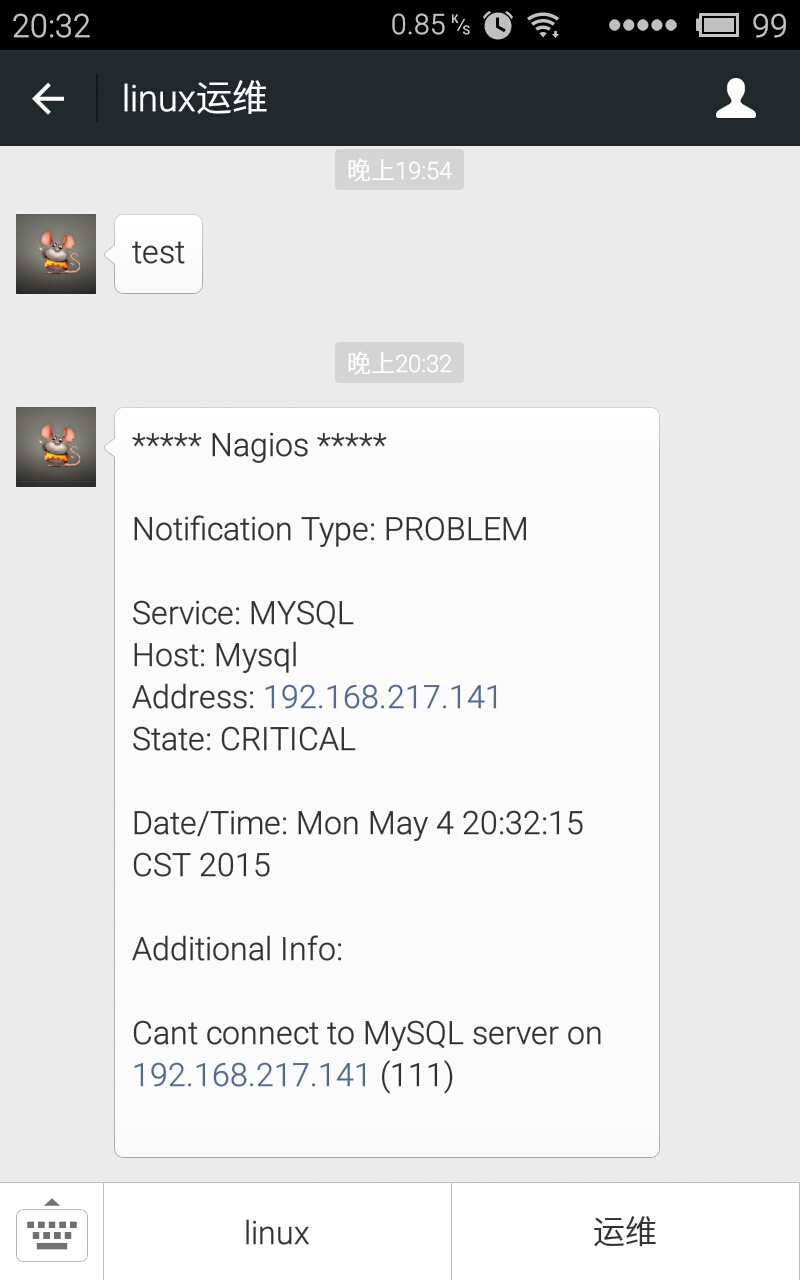 20:32
0.85 K/s
99
linux运维
晚上19:54
test
晚上20:32
***** Nagios *****
Notification Type: PROBLEM
Service: MYSQL
Host: Mysql
Address: 192.168.217.141
State: CRITICAL
Date/Time: Mon May 4 20:32:15
CST 2015
Additional Info:
Cant connect to MySQL server on
192.168.217.141 (111)
linux
运维